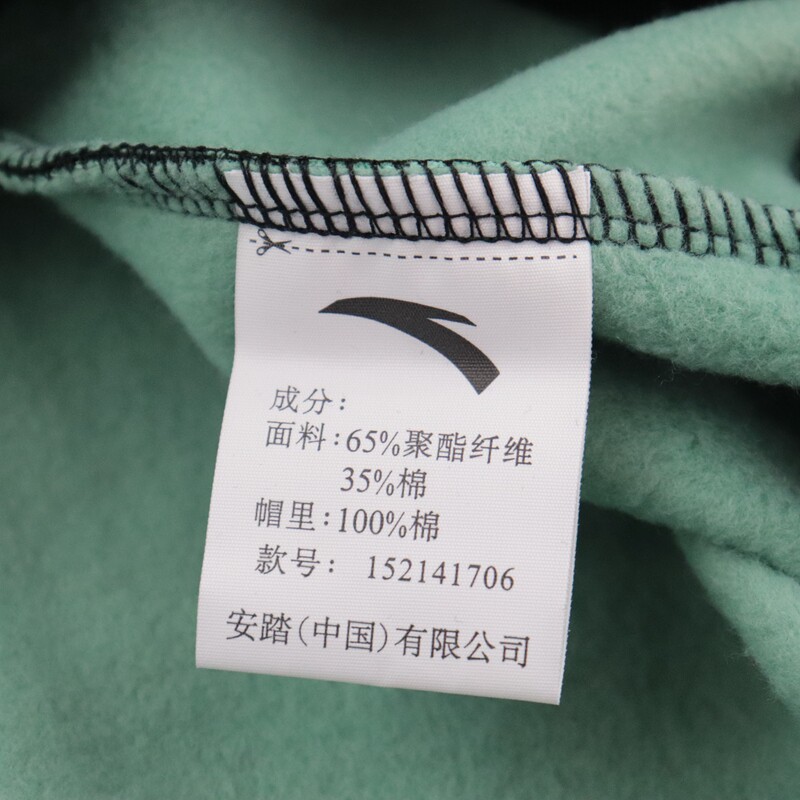 成分:
面料:65%聚酯纤维
35%棉
帽里:100%棉
款号: 152141706
安踏(中国)有限公司